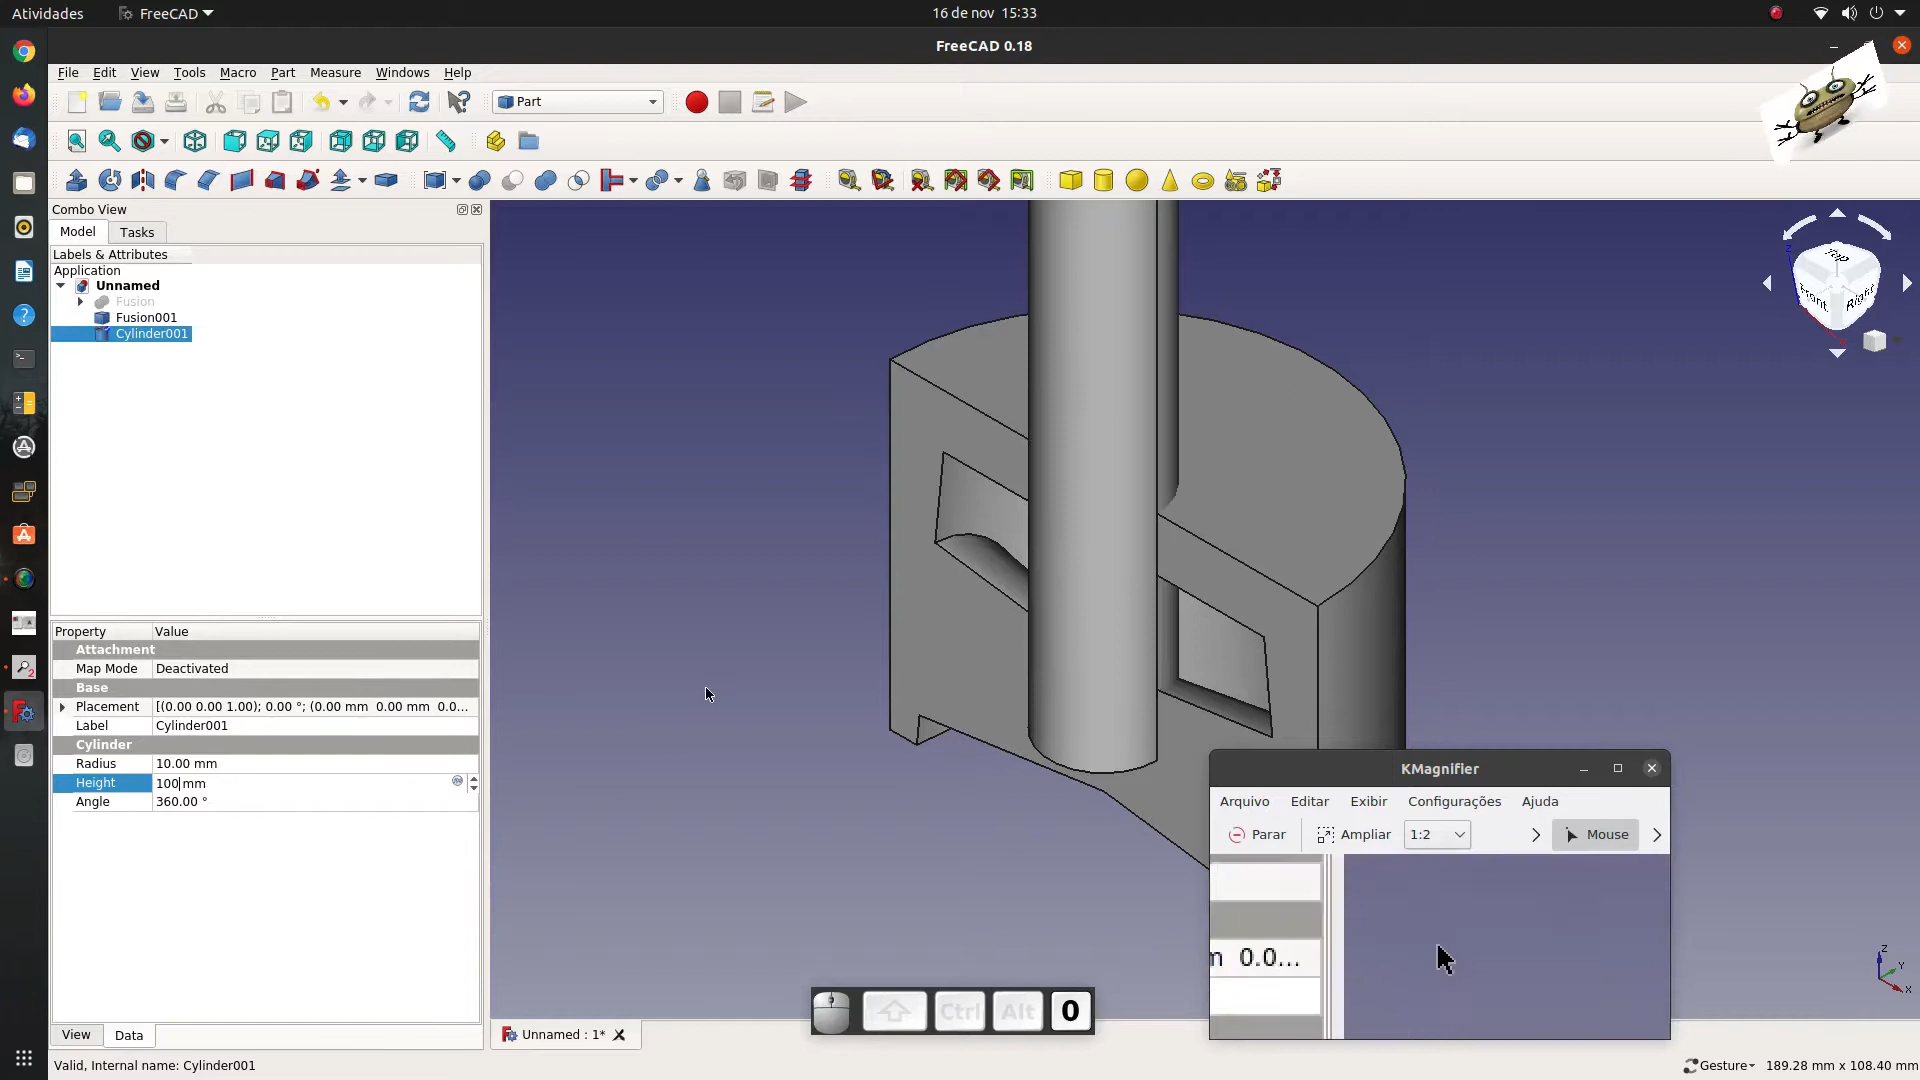 Atividades
FreeCAD
16 de nov 15:33
FreeCAD 0.18
File Edit View Tools Macro Part Measure Windows Help
Part
Combo View
Model Tasks
Labels & Attributes
Application
Unnamed
Fusion
Fusion001
Cylinder001
Top
Front
Right
Property Value
Attachment
Map Mode Deactivated
Base
Placement [(0.00 0.00 1.00); 0.00 °; (0.00 mm 0.00 mm 0.0...
Label Cylinder001
Cylinder
Radius 10.00 mm
Height 100 mm
Angle 360.00 °
KMagnifier
Arquivo Editar Exibir Configurações Ajuda
Parar Ampliar 1:2 Mouse
m 0.0...
Z
Y
X
Ctrl Alt 0
View Data
Unnamed : 1*
Valid, Internal name: Cylinder001
Gesture 189.28 mm x 108.40 mm